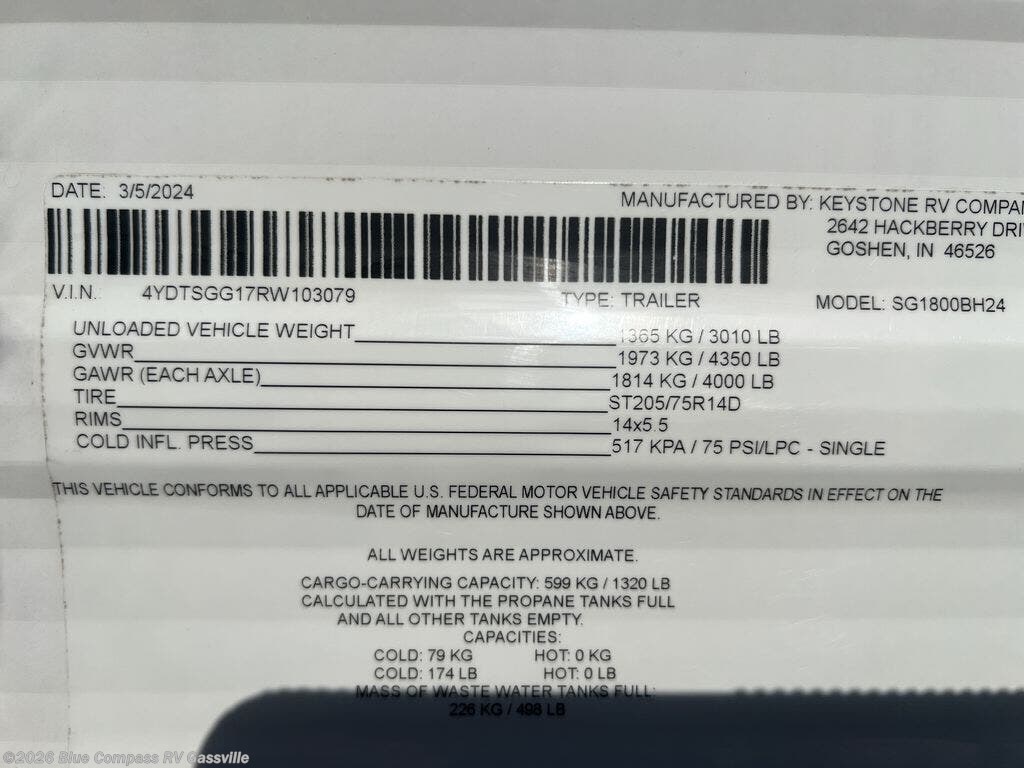 DATE: 3/5/2024
MANUFACTURED BY: KEYSTONE RV COMPAN
2642 HACKBERRY DRI
GOSHEN, IN 46526
V.I.N. 4YDTSGG17RW103079 TYPE: TRAILER MODEL: SG1800BH24
UNLOADED VEHICLE WEIGHT 1365 KG / 3010 LB
GVWR 1973 KG / 4350 LB
GAWR (EACH AXLE) 1814 KG / 4000 LB
TIRE ST205/75R14D
RIMS 14x5.5
COLD INFL. PRESS 517 KPA / 75 PSI/LPC - SINGLE
THIS VEHICLE CONFORMS TO ALL APPLICABLE U.S. FEDERAL MOTOR VEHICLE SAFETY STANDARDS IN EFFECT ON THE
DATE OF MANUFACTURE SHOWN ABOVE.
ALL WEIGHTS ARE APPROXIMATE.
CARGO-CARRYING CAPACITY: 599 KG / 1320 LB
CALCULATED WITH THE PROPANE TANKS FULL
AND ALL OTHER TANKS EMPTY.
CAPACITIES:
COLD: 79 KG HOT: 0 KG
COLD: 174 LB HOT: 0 LB
MASS OF WASTE WATER TANKS FULL:
226 KG / 498 LB
©2026 Blue Compass RV Gassville